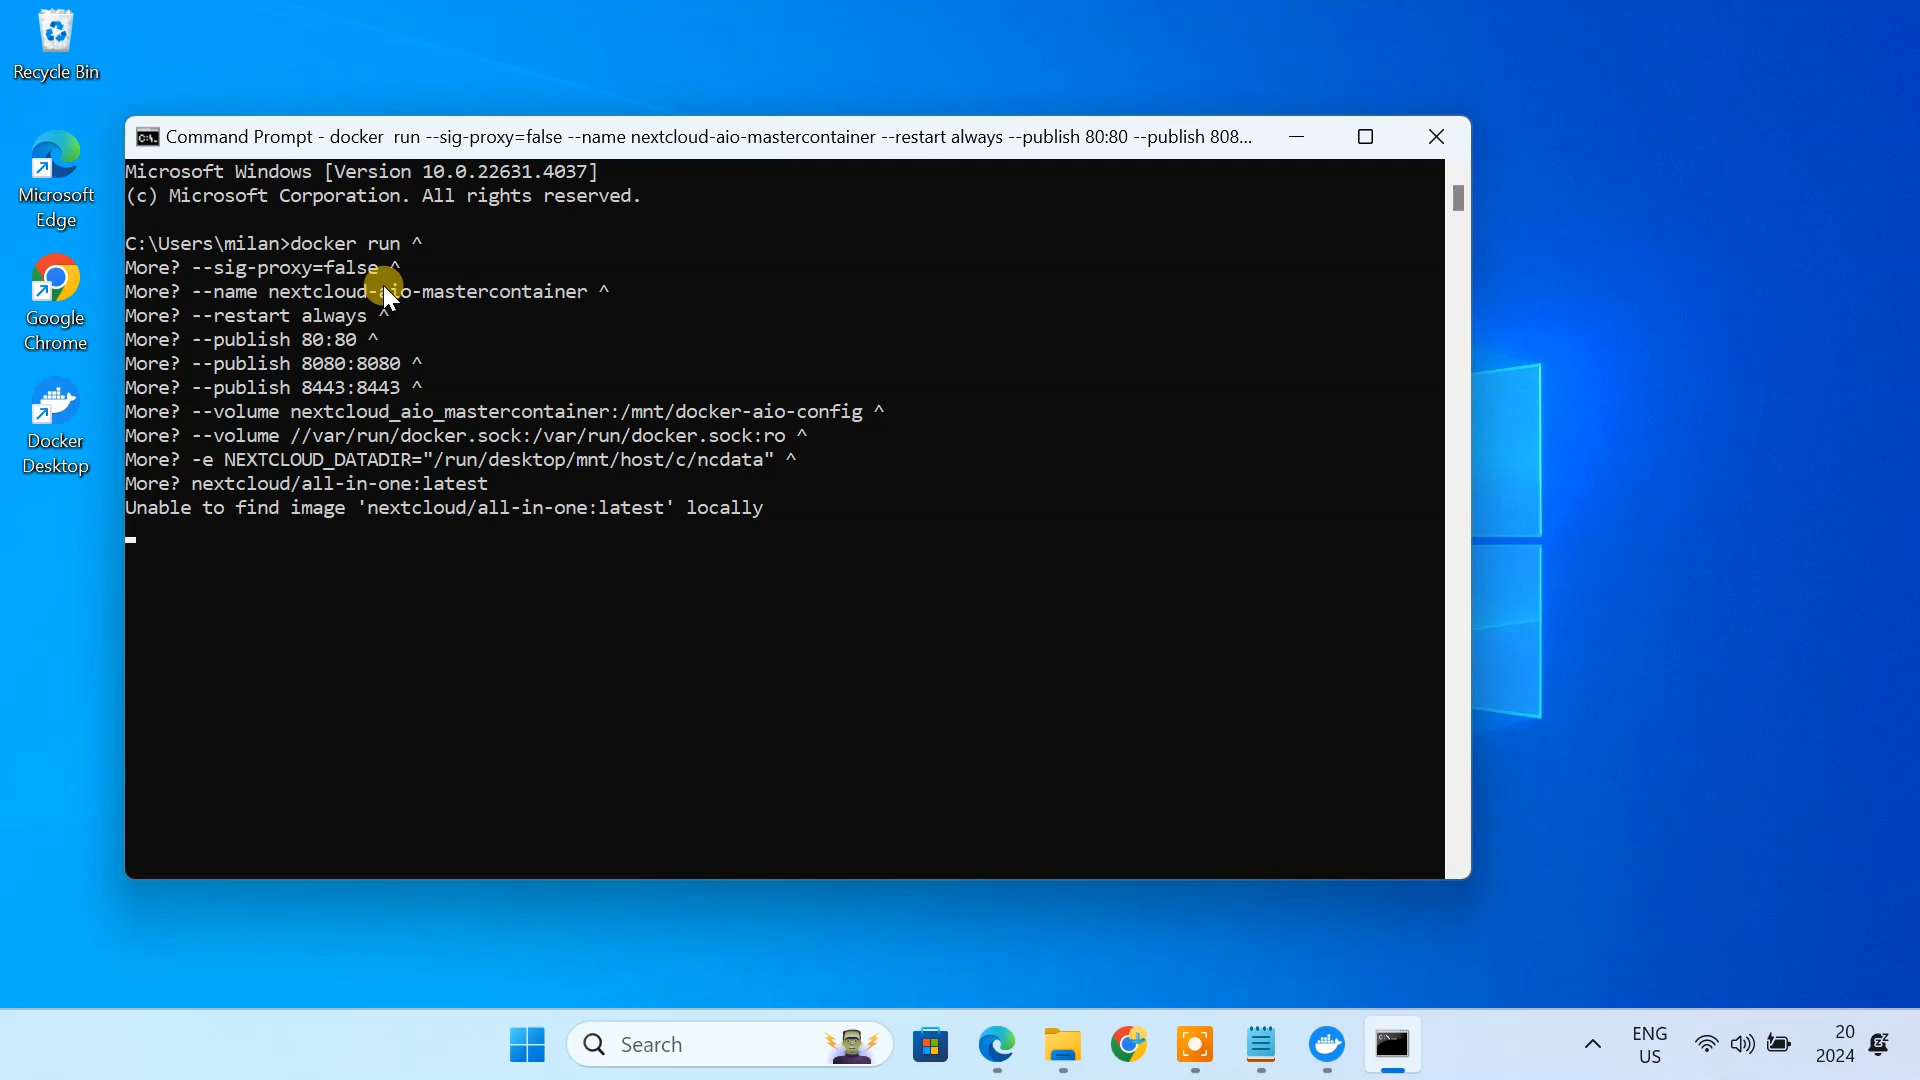 Recycle Bin
Microsoft
Edge
Google
Chrome
Docker
Desktop
Command Prompt - docker  run --sig-proxy=false --name nextcloud-aio-mastercontainer --restart always --publish 80:80 --publish 808...
Microsoft Windows [Version 10.0.22631.4037]
(c) Microsoft Corporation. All rights reserved.
C:\Users\milan>docker run ^
More? --sig-proxy=false ^
More? --name nextcloud-aio-mastercontainer ^
More? --restart always ^
More? --publish 80:80 ^
More? --publish 8080:8080 ^
More? --publish 8443:8443 ^
More? --volume nextcloud_aio_mastercontainer:/mnt/docker-aio-config ^
More? --volume //var/run/docker.sock:/var/run/docker.sock:ro ^
More? -e NEXTCLOUD_DATADIR="/run/desktop/mnt/host/c/ncdata" ^
More? nextcloud/all-in-one:latest
Unable to find image 'nextcloud/all-in-one:latest' locally
Search
ENG
US
20
2024